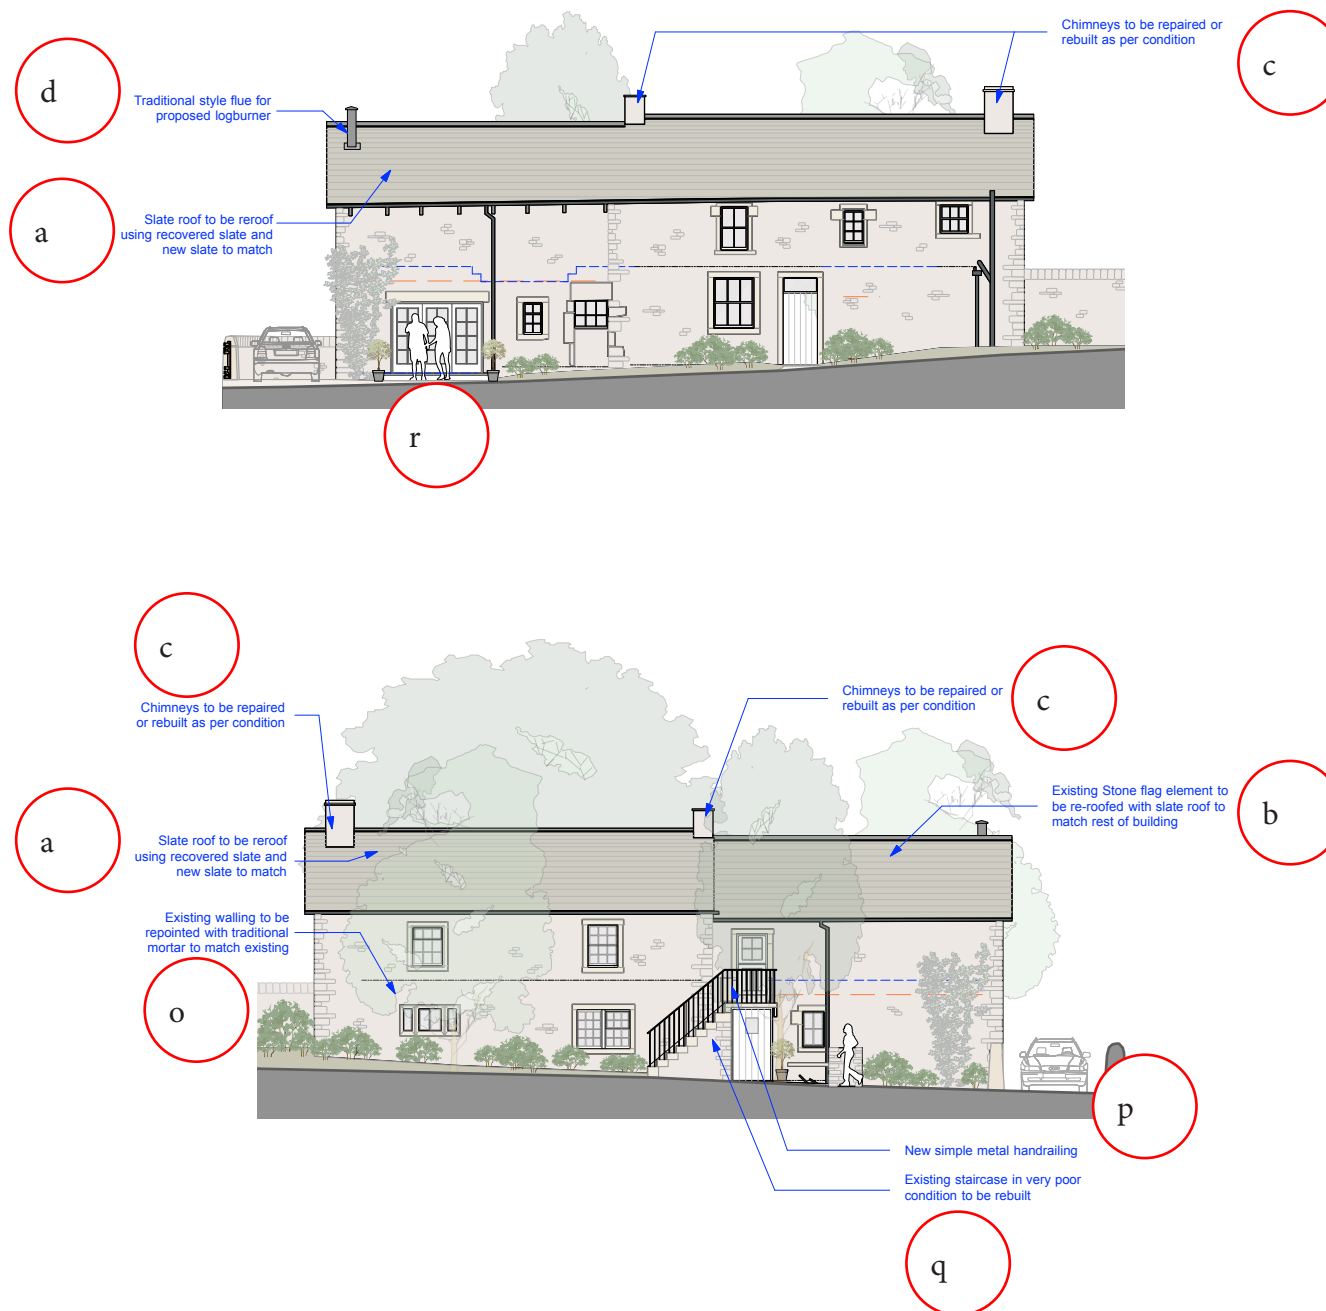 Chimneys to be repaired or
rebuilt as per condition
c
d
Traditional style flue for
proposed logburner
a
Slate roof to be reroof
using recovered slate and
new slate to match
r
c
Chimneys to be repaired
or rebuilt as per condition
Chimneys to be repaired or
rebuilt as per condition
c
Existing Stone flag element to
be re-roofed with slate roof to
match rest of building
b
a
Slate roof to be reroof
using recovered slate and
new slate to match
Existing walling to be
repointed with traditional
mortar to match existing
o
p
New simple metal handrailing
Existing staircase in very poor
condition to be rebuilt
q